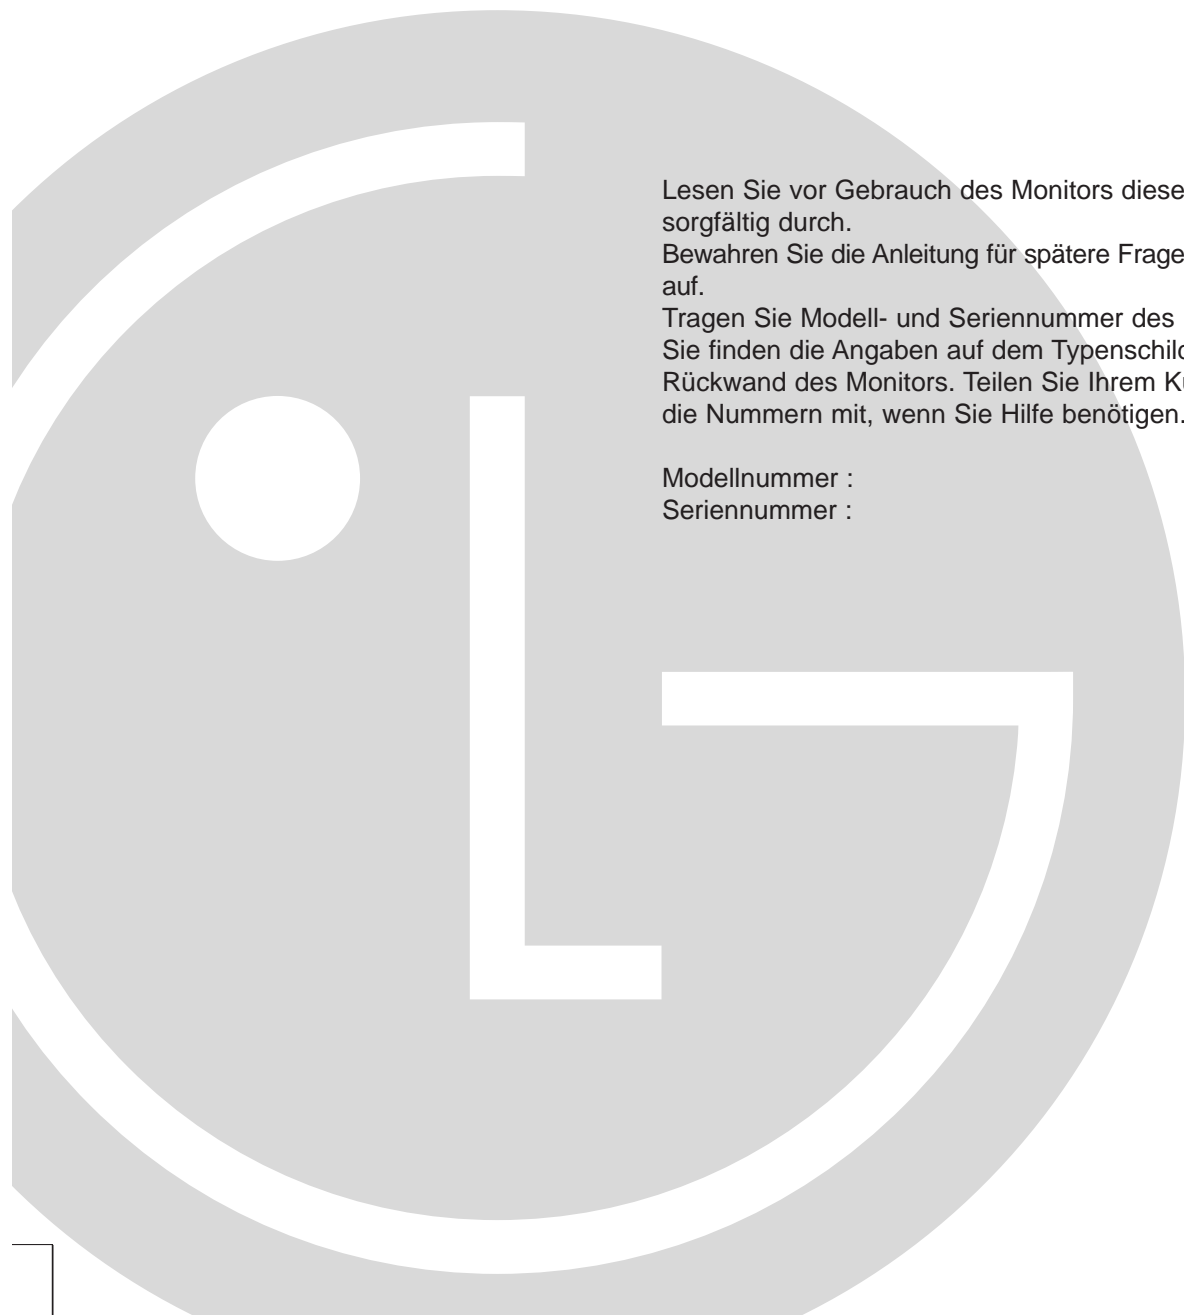 Lesen Sie vor Gebrauch des Monitors diese
sorgfältig durch.
Bewahren Sie die Anleitung für spätere Frage
auf.
Tragen Sie Modell- und Seriennummer des
Sie finden die Angaben auf dem Typenschild
Rückwand des Monitors. Teilen Sie Ihrem
die Nummern mit, wenn Sie Hilfe benötigen.
Modellnummer :
Seriennummer :